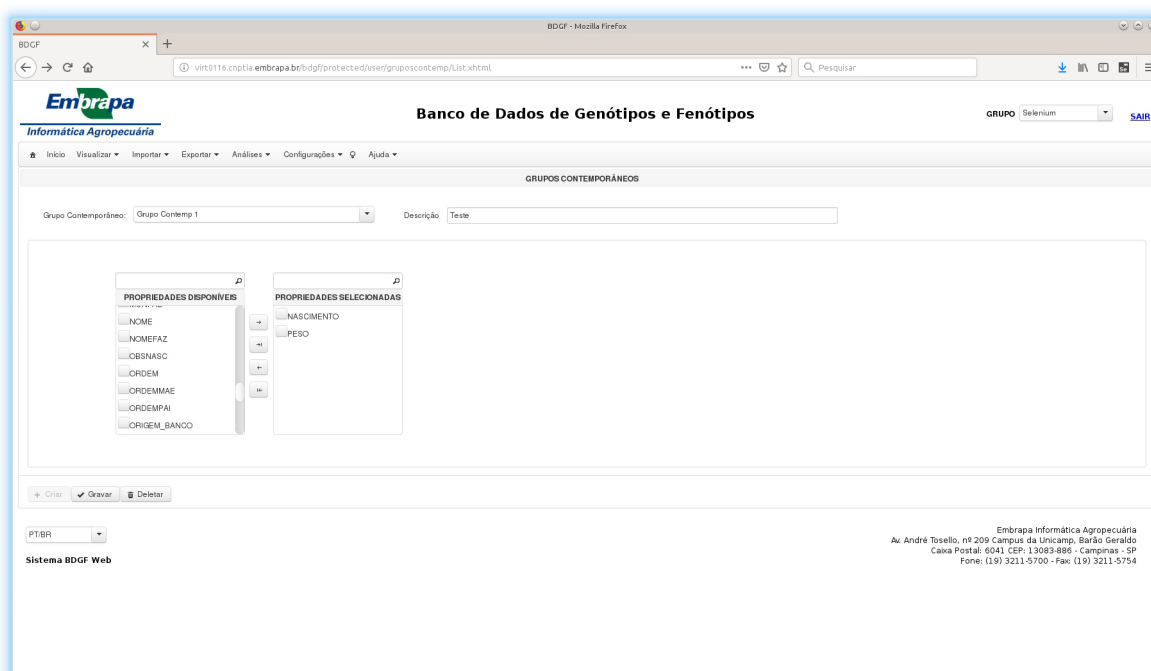 BDGF - Mozilla Firefox
BDGF
virt0116.cnptia.embrapa.br/bdgf/protected/user/gruposcontemp/List.xhtml
Pesquisar
Embrapa
Informática Agropecuária
Banco de Dados de Genótipos e Fenótipos
GRUPO Selenium
SAIR
Início Visualizar Importar Exportar Análises Configurações Ajuda
GRUPOS CONTEMPORÂNEOS
Grupo Contemporâneo: Grupo Contemp 1 Descrição Teste
PROPRIEDADES DISPONÍVEIS
NOME
NOMEFAZ
OBSNASC
ORDEM
ORDEMMAE
ORDEMPAI
ORIGEM_BANCO
PROPRIEDADES SELECIONADAS
NASCIMENTO
PESO
Criar Gravar Deletar
PT/BR
Sistema BDGF Web
Embrapa Informática Agropecuária
Av. André Tosello, nº 209 Campus da Unicamp, Barão Geraldo
Caixa Postal: 6041 CEP: 13083-886 - Campinas - SP
Fone: (19) 3211-5700 - Fax: (19) 3211-5754